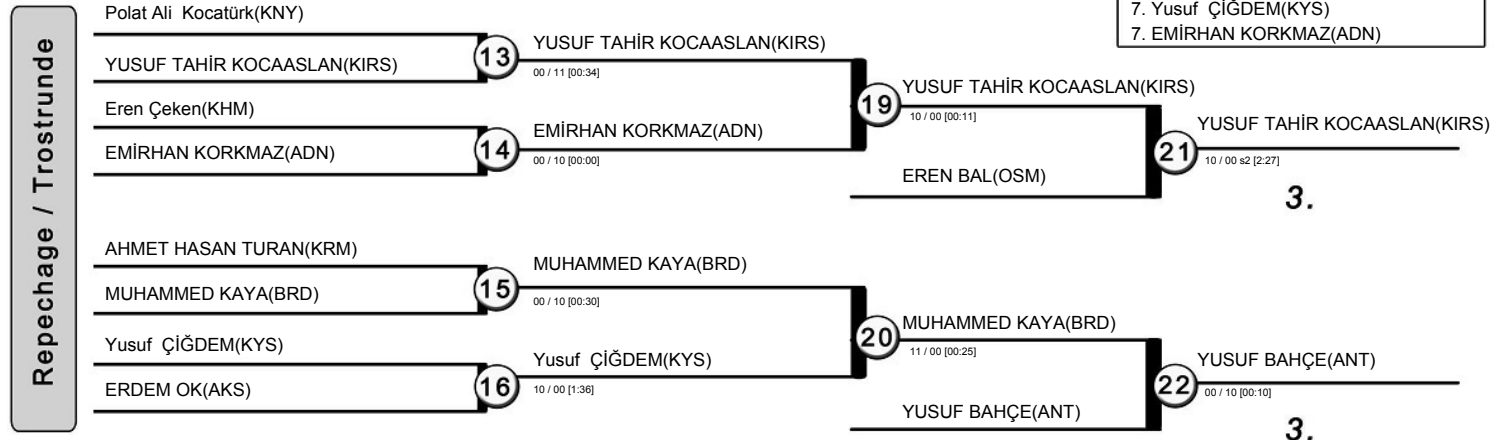 Repechage / Trostrunde
Polat Ali  Kocatürk(KNY)
YUSUF TAHİR KOCAASLAN(KIRS)
Eren Çeken(KHM)
EMİRHAN KORKMAZ(ADN)
AHMET HASAN TURAN(KRM)
MUHAMMED KAYA(BRD)
Yusuf  ÇİĞDEM(KYS)
ERDEM OK(AKS)
13
YUSUF TAHİR KOCAASLAN(KIRS)
00 / 11 [00:34]
14
EMİRHAN KORKMAZ(ADN)
00 / 10 [00:00]
15
MUHAMMED KAYA(BRD)
00 / 10 [00:30]
16
Yusuf  ÇİĞDEM(KYS)
10 / 00 [1:36]
19
YUSUF TAHİR KOCAASLAN(KIRS)
10 / 00 [00:11]
EREN BAL(OSM)
20
MUHAMMED KAYA(BRD)
11 / 00 [00:25]
YUSUF BAHÇE(ANT)
21
YUSUF TAHİR KOCAASLAN(KIRS)
10 / 00 s2 [2:27]
3.
22
YUSUF BAHÇE(ANT)
00 / 10 [00:10]
3.
7. Yusuf  ÇİĞDEM(KYS)
7. EMİRHAN KORKMAZ(ADN)